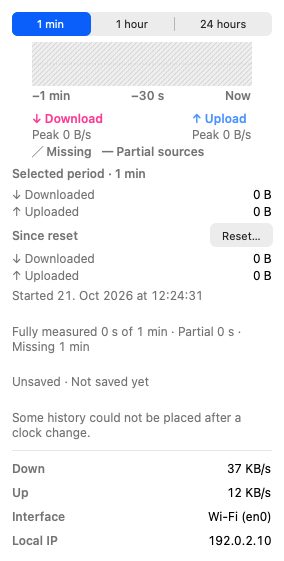 1 min 1 hour 24 hours
−1 min −30 s Now
↓ Download ↑ Upload
Peak 0 B/s Peak 0 B/s
Missing — Partial sources
Selected period · 1 min
↓ Downloaded 0 B
↑ Uploaded 0 B
Since reset Reset...
↓ Downloaded 0 B
↑ Uploaded 0 B
Started 21. Oct 2026 at 12:24:31
Fully measured 0 s of 1 min · Partial 0 s ·
Missing 1 min
Unsaved · Not saved yet
Some history could not be placed after a
clock change.
Down 37 KB/s
Up 12 KB/s
Interface Wi-Fi (en0)
Local IP 192.0.2.10